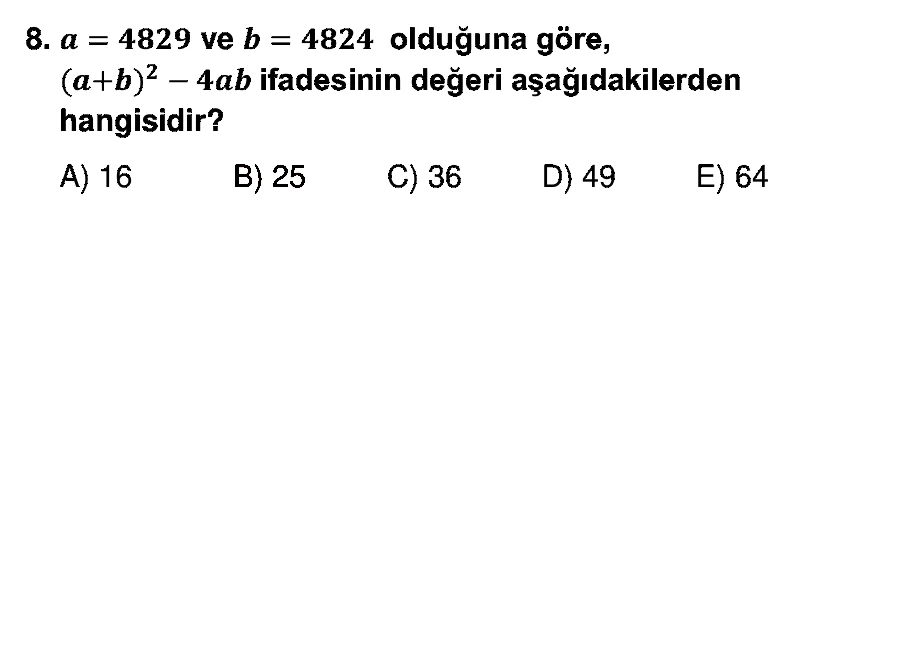 8. a = 4829 ve b = 4824 olduğuna göre,
(a+b)² − 4ab ifadesinin değeri aşağıdakilerden
hangisidir?
A) 16 B) 25 C) 36 D) 49 E) 64